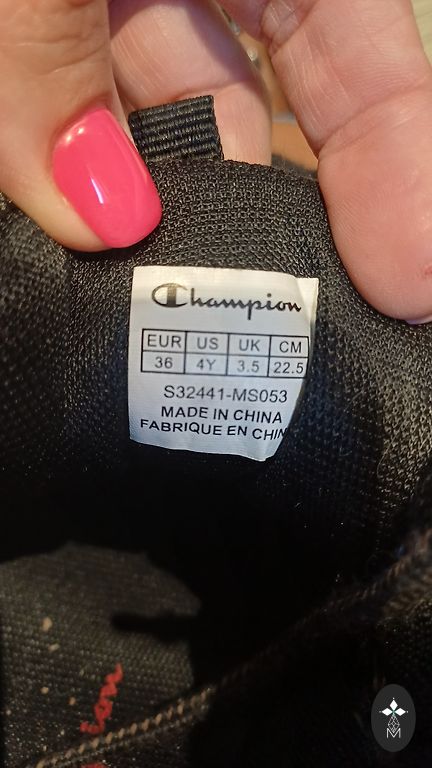 Champion
EUR US UK CM
36 4Y 3.5 22.5
S32441-MS053
MADE IN CHINA
FABRIQUE EN CHIN
M